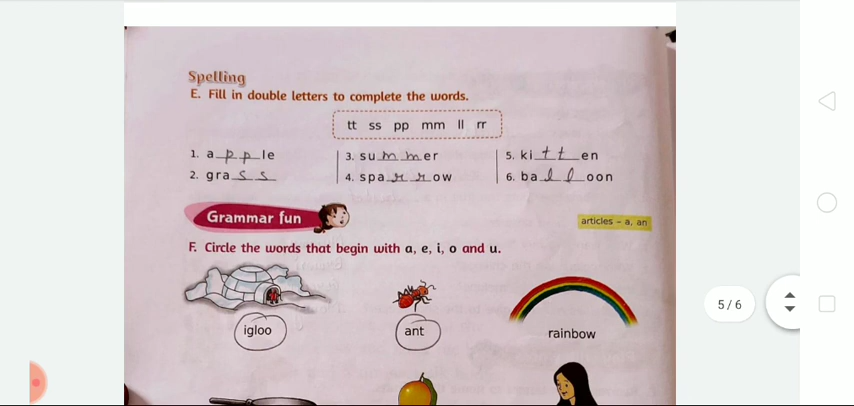 Spelling
E. Fill in double letters to complete the words.
tt ss pp mm ll rr
1. apple
3. summer
5. kitten
2. grass
4. sparrow
6. balloon
Grammar fun
articles – a, an
F. Circle the words that begin with a, e, i, o and u.
igloo
ant
rainbow
5 / 6